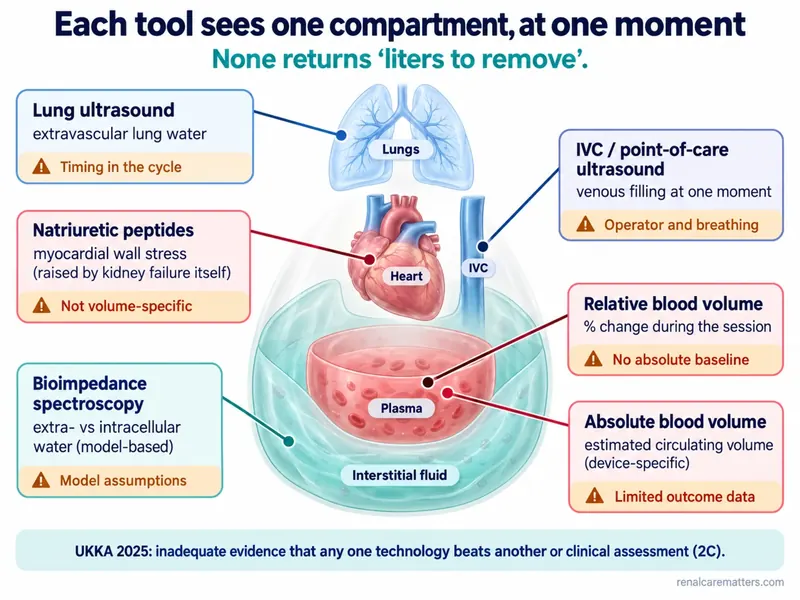 Each tool sees one compartment, at one moment
None returns ‘liters to remove’.
Lung ultrasound
extravascular lung water
Timing in the cycle
Natriuretic peptides
myocardial wall stress
(raised by kidney failure itself)
Not volume-specific
Bioimpedance
spectroscopy
extra- vs intracellular
water (model-based)
Model assumptions
Lungs
Heart
IVC
Plasma
Interstitial fluid
IVC / point-of-care
ultrasound
venous filling at one moment
Operator and breathing
Relative blood volume
% change during the session
No absolute baseline
Absolute blood volume
estimated circulating volume
(device-specific)
Limited outcome data
UKKA 2025: inadequate evidence that any one technology beats another or clinical assessment (2C).
renalcarematters.com